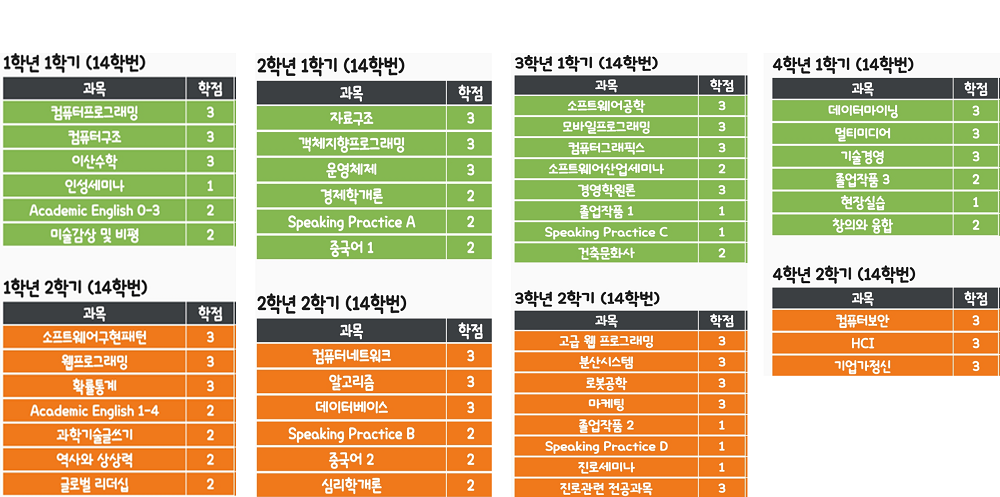 1학년 1학기 (14학번)
과목 학점
컴퓨터프로그래밍 3
컴퓨터구조 3
이산수학 3
인성세미나 1
Academic English 0-3 2
미술감상 및 비평 2
1학년 2학기 (14학번)
과목 학점
소프트웨어구현패턴 3
웹프로그래밍 3
확률통계 3
Academic English 1-4 2
과학기술글쓰기 2
역사와 상상력 2
글로벌 리더십 2
2학년 1학기 (14학번)
과목 학점
자료구조 3
객체지향프로그래밍 3
운영체제 3
경제학개론 2
Speaking Practice A 2
중국어 1 2
2학년 2학기 (14학번)
과목 학점
컴퓨터네트워크 3
알고리즘 3
데이터베이스 3
Speaking Practice B 2
중국어 2 2
심리학개론 2
3학년 1학기 (14학번)
과목 학점
소프트웨어공학 3
모바일프로그래밍 3
컴퓨터그래픽스 3
소프트웨어산업세미나 2
경영학원론 3
졸업작품 1 1
Speaking Practice C 1
건축문화사 2
3학년 2학기 (14학번)
과목 학점
고급 웹 프로그래밍 3
분산시스템 3
로봇공학 3
마케팅 3
졸업작품 2 1
Speaking Practice D 1
진로세미나 1
진로관련 전공과목 3
4학년 1학기 (14학번)
과목 학점
데이터마이닝 3
멀티미디어 3
기술경영 3
졸업작품 3 2
현장실습 1
창의와 융합 2
4학년 2학기 (14학번)
과목 학점
컴퓨터보안 3
HCI 3
기업가정신 3